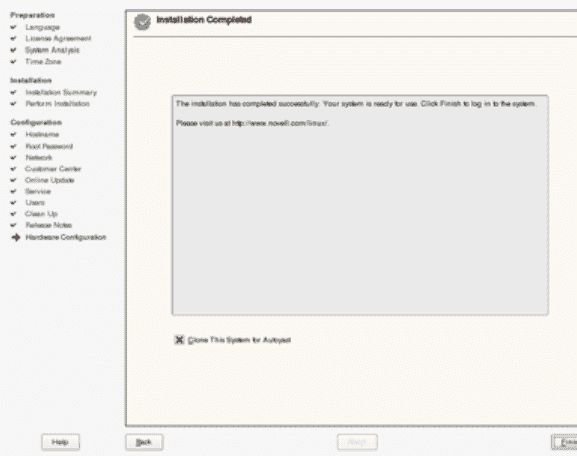 Preparation
Language
License Agreement
System Analysis
Time Zone
Installation
Installation Summary
Perform Installation
Configuration
Hostname
Root Password
Network
Customer Center
Online Update
Service
Users
Clean Up
Release Notes
Hardware Configuration
Installation Completed
The installation has completed successfully. Your system is ready for use. Click Finish to log in to the system.
Please visit us at http://www.novell.com/linux/.
Clone This System for Autoyast
Help
Back
Abort